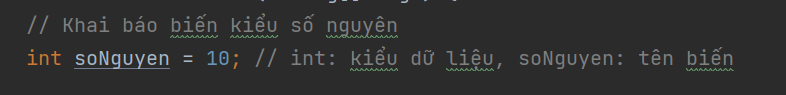 // Khai báo biến kiểu số nguyên
int soNguyen = 10; // int: kiểu dữ liệu, soNguyen: tên biến